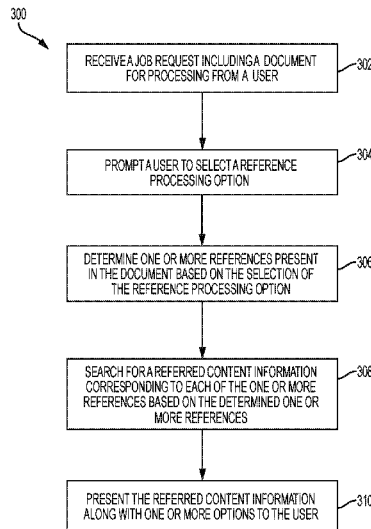 300
RECEIVE A JOB REQUEST INCLUDING A DOCUMENT
FOR PROCESSING FROM A USER
302
PROMPT A USER TO SELECT A REFERENCE
PROCESSING OPTION
304
DETERMINE ONE OR MORE REFERENCES PRESENT
IN THE DOCUMENT BASED ON THE SELECTION OF
THE REFERENCE PROCESSING OPTION
306
SEARCH FOR A REFERRED CONTENT INFORMATION
CORRESPONDING TO EACH OF THE ONE OR MORE
REFERENCES BASED ON THE DETERMINED ONE OR
MORE REFERENCES
308
PRESENT THE REFERRED CONTENT INFORMATION
ALONG WITH ONE OR MORE OPTIONS TO THE USER
310